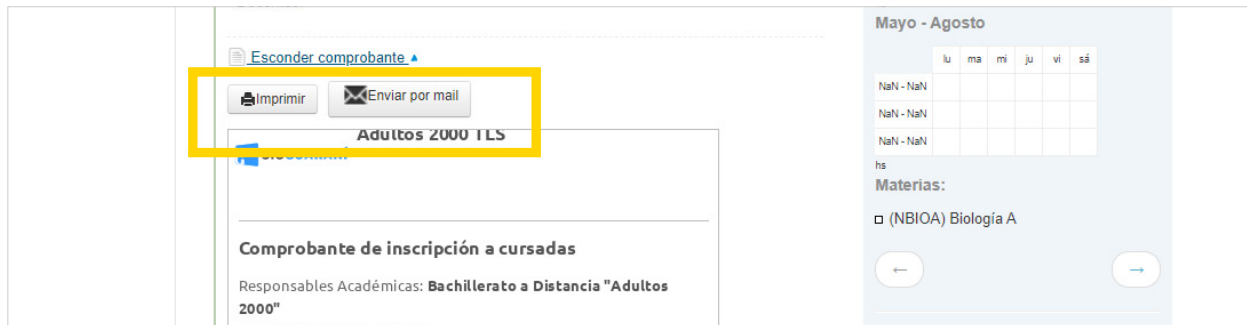 Esconder comprobante ▲
Imprimir
Enviar por mail
Adultos 2000 TLS
Comprobante de inscripción a cursadas
Responsables Académicas: Bachillerato a Distancia "Adultos
2000"
Mayo - Agosto
lu ma mi ju vi sá
NaN - NaN
NaN - NaN
NaN - NaN
hs
Materias:
(NBIOA) Biología A
← →